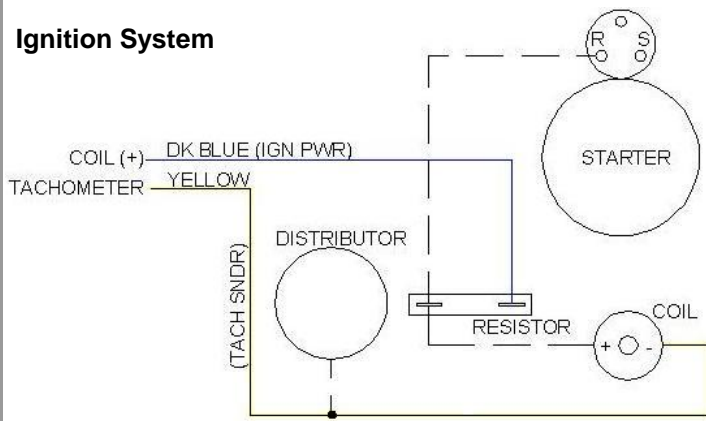 Ignition System
R S
STARTER
COIL (+) DK BLUE (IGN PWR)
TACHOMETER YELLOW
DISTRIBUTOR
(TACH SNDR)
RESISTOR
COIL
+ -